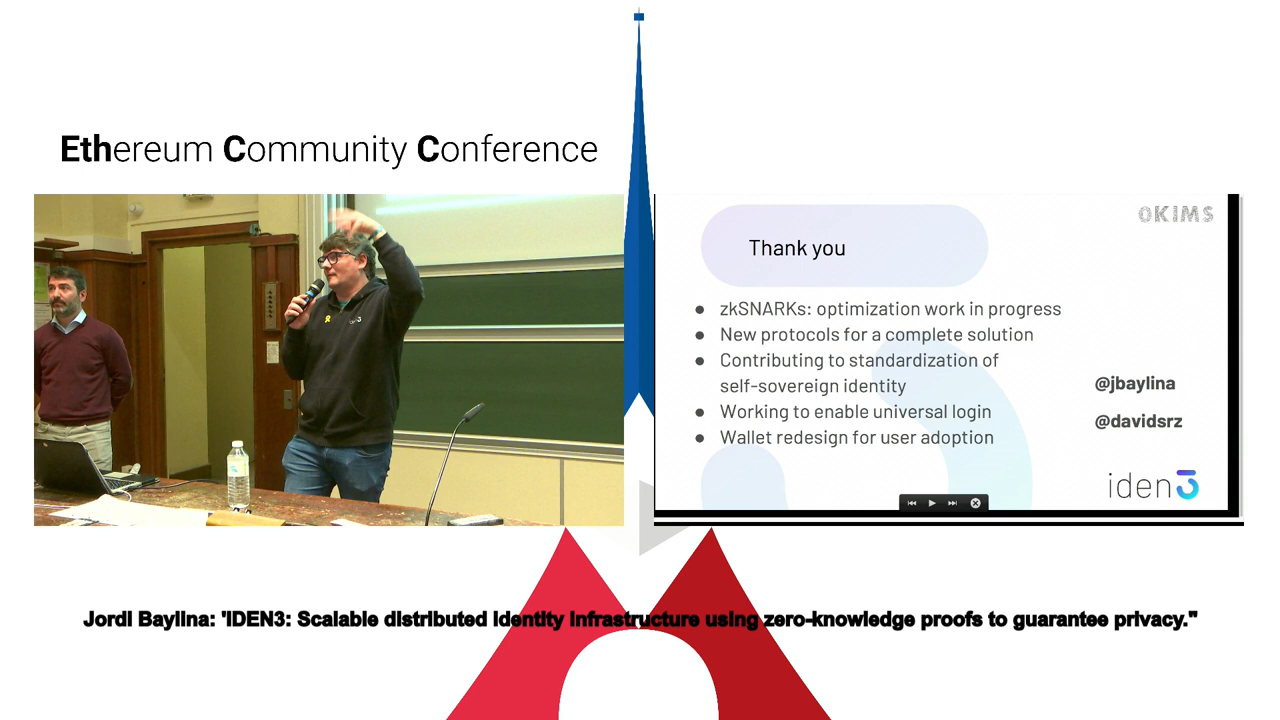 Ethereum Community Conference
0KIMS
Thank you
● zkSNARKs: optimization work in progress
● New protocols for a complete solution
● Contributing to standardization of
self-sovereign identity
● Working to enable universal login
● Wallet redesign for user adoption
@jbaylina
@davidsrz
iden3
Jordi Baylina: "IDEN3: Scalable distributed identity infrastructure using zero-knowledge proofs to guarantee privacy."